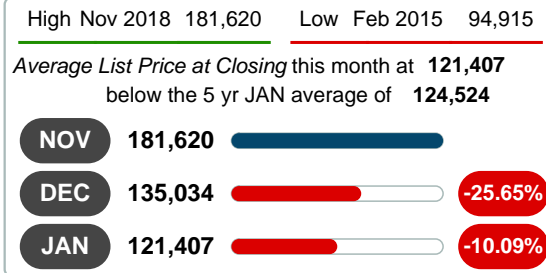 High Nov 2018 181,620 Low Feb 2015 94,915
Average List Price at Closing this month at 121,407
below the 5 yr JAN average of 124,524
NOV 181,620
DEC 135,034 -25.65%
JAN 121,407 -10.09%